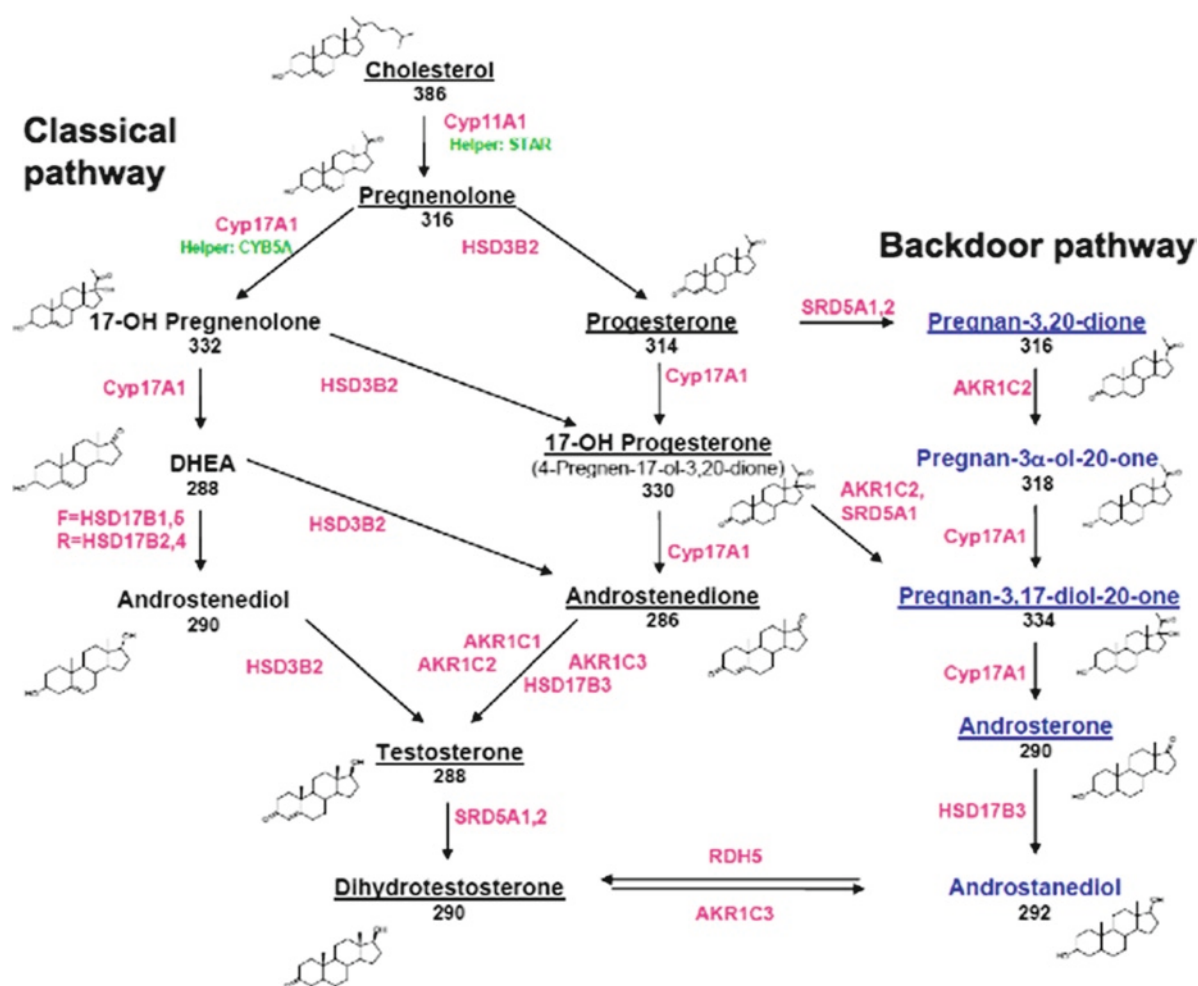 Cholesterol
386
Classical
pathway
Cyp11A1
Helper: STAR
Pregnenolone
316
Cyp17A1
Helper: CYB5A
HSD3B2
Backdoor pathway
17-OH Pregnenolone
332
Progesterone
314
SRD5A1,2
Pregnan-3,20-dione
316
Cyp17A1
HSD3B2
Cyp17A1
AKR1C2
17-OH Progesterone
(4-Pregnen-17-ol-3,20-dione)
330
Pregnan-3α-ol-20-one
318
DHEA
288
AKR1C2,
SRD5A1
F=HSD17B1,5
R=HSD17B2,4
HSD3B2
Cyp17A1
Cyp17A1
Androstenediol
290
Androstenedione
286
Pregnan-3,17-diol-20-one
334
HSD3B2
AKR1C1
AKR1C2
AKR1C3
HSD17B3
Cyp17A1
Testosterone
288
Androsterone
290
SRD5A1,2
HSD17B3
RDH5
Dihydrotestosterone
290
AKR1C3
Androstanediol
292